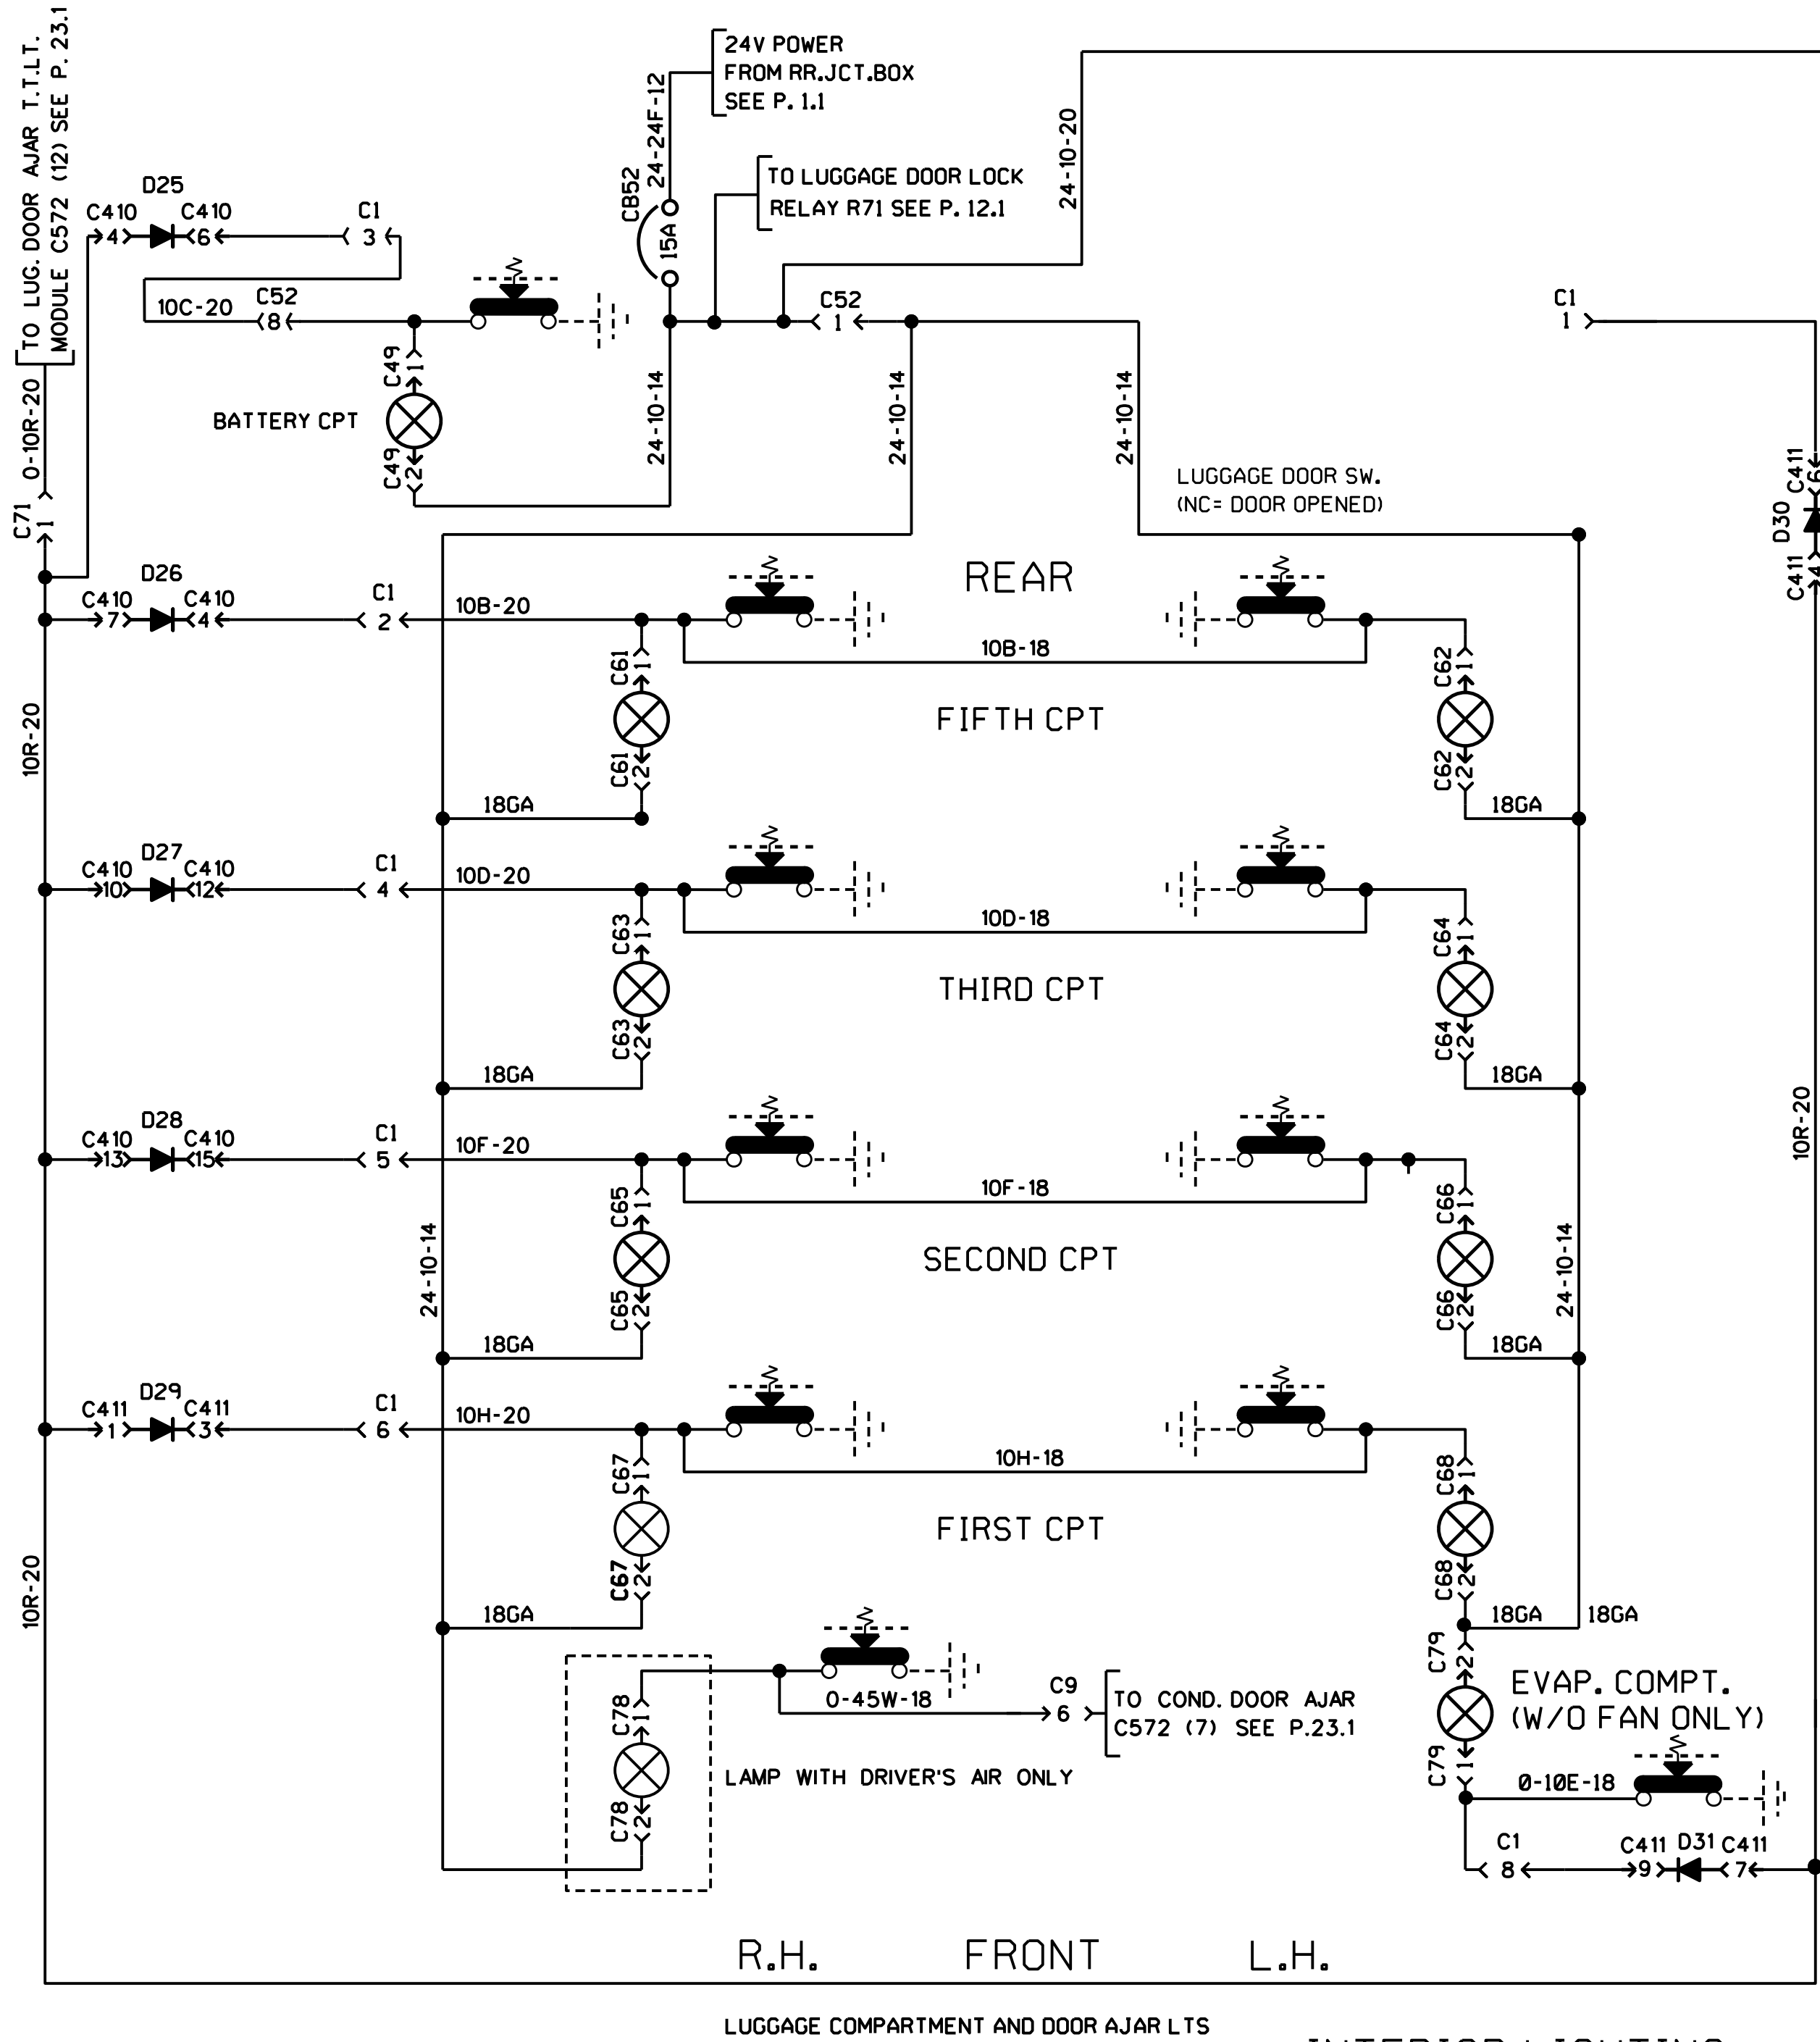 TO LUG. DOOR AJAR T.T.LT.
MODULE C572 (12) SEE P. 23.1
24V POWER
FROM RR.JCT.BOX
SEE P. 1.1
24-24F-12
CB52
15A
TO LUGGAGE DOOR LOCK
RELAY R71 SEE P. 12.1
24-10-20
D25
C410 C410 C1
4 6 3
10C-20 C52
8
C52
1
C1
1
C49
1
BATTERY CPT
C49
2
24-10-14
24-10-14
24-10-14
0-10R-20
C71
1
LUGGAGE DOOR SW.
(NC= DOOR OPENED)
C411
6
D30
C411
4
REAR
D26
C410 C410 C1
7 4 2
10B-20
10B-18
C61
1
C61
2
FIFTH CPT
C62
1
C62
2
18GA
18GA
10R-20
D27
C410 C410 C1
10 12 4
10D-20
10D-18
C63
1
C63
2
THIRD CPT
C64
1
C64
2
18GA
18GA
10R-20
D28
C410 C410 C1
13 15 5
10F-20
10F-18
C65
1
C65
2
SECOND CPT
C66
1
C66
2
24-10-14
24-10-14
18GA
18GA
D29
C411 C411 C1
1 3 6
10H-20
10H-18
C67
1
C67
2
FIRST CPT
C68
1
C68
2
10R-20
18GA
18GA
18GA
C79
2
C79
1
EVAP. COMPT.
(W/O FAN ONLY)
0-10E-18
0-45W-18
C9
6
TO COND. DOOR AJAR
C572 (7) SEE P.23.1
C78
1
C78
2
LAMP WITH DRIVER'S AIR ONLY
C1
8
C411 D31 C411
9 7
R.H. FRONT L.H.
LUGGAGE COMPARTMENT AND DOOR AJAR LTS